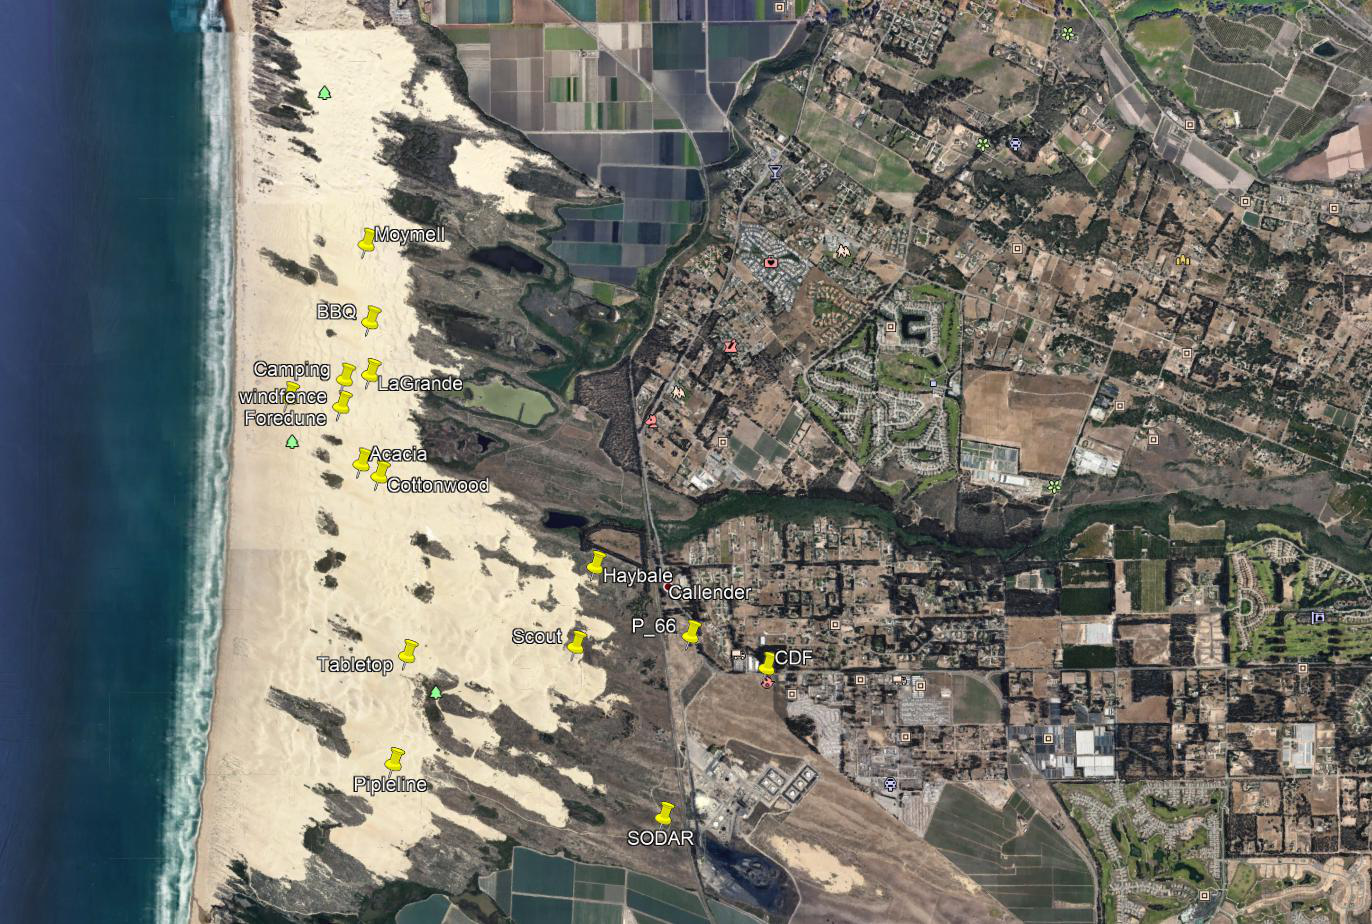 Moymell
BBQ
Camping
LaGrande
windfence
Foredune
Acacia
Cottonwood
Haybale
Callender
P_66
Scout
CDF
Tabletop
Pipleline
SODAR